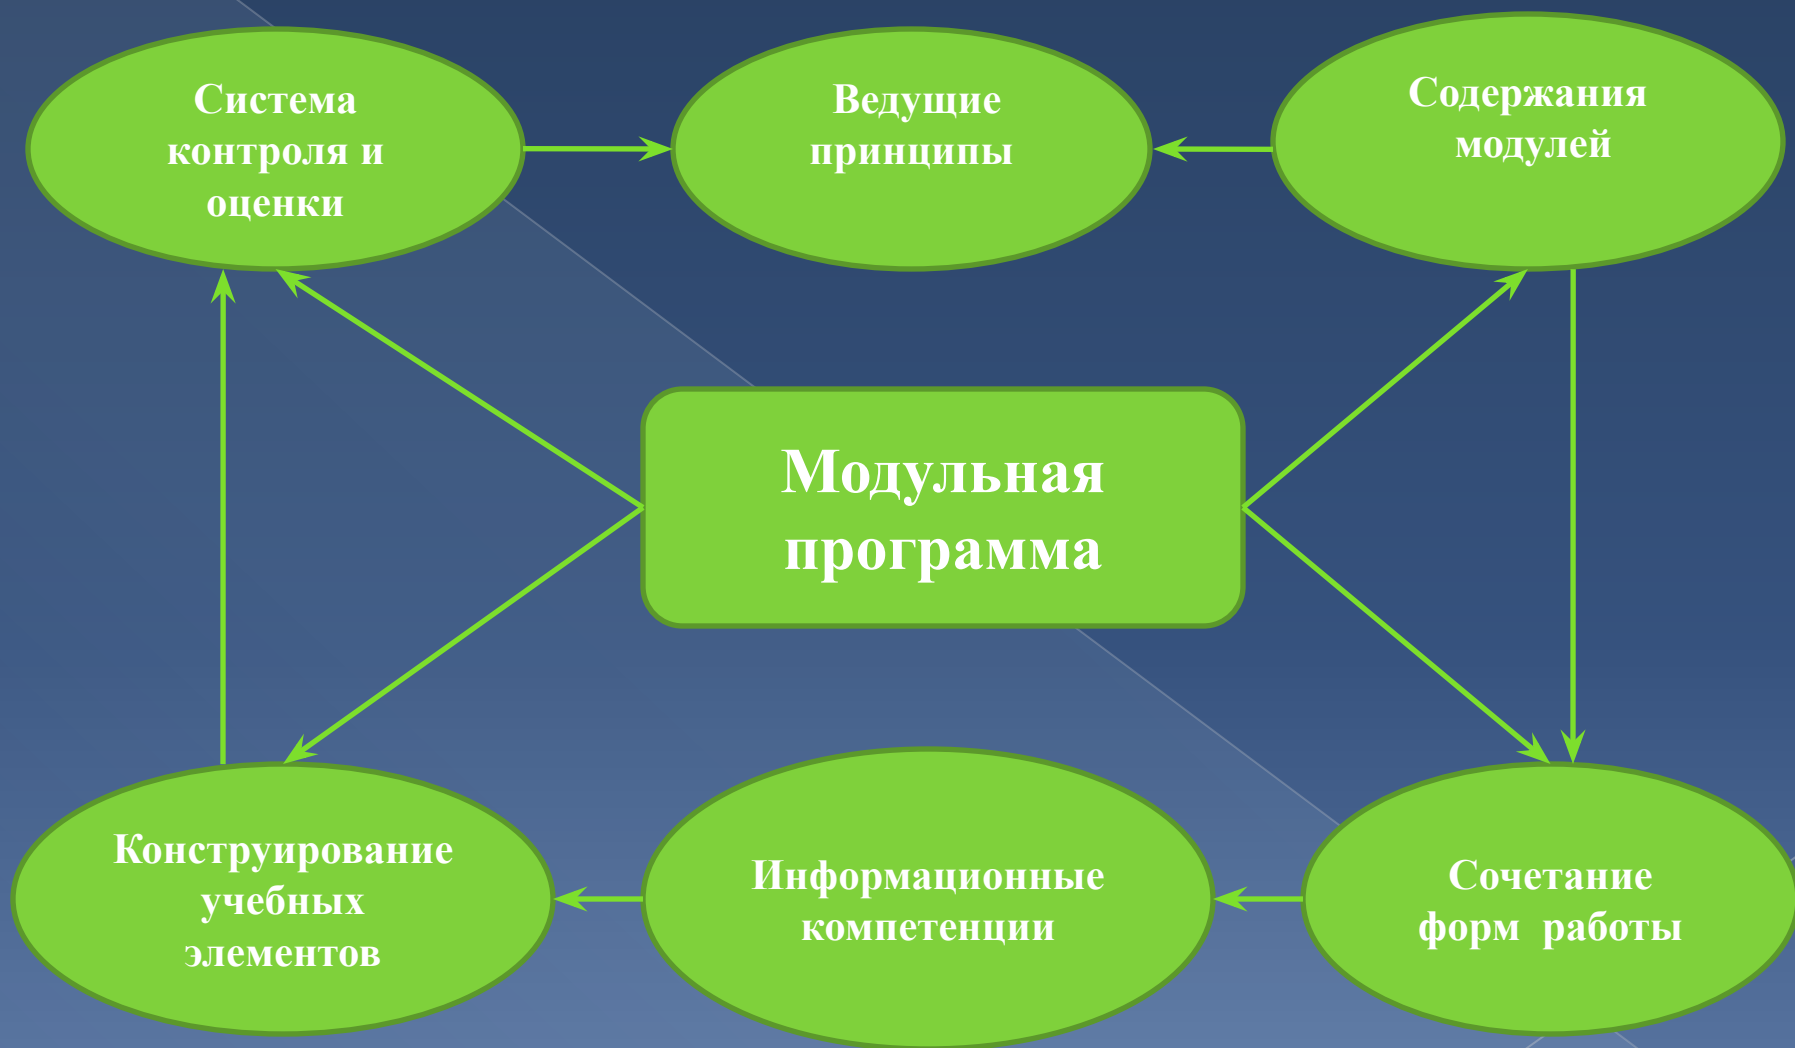 Система
контроля и
оценки
Ведущие
принципы
Содержания
модулей
Модульная
программа
Конструирование
учебных
элементов
Информационные
компетенции
Сочетание
форм  работы